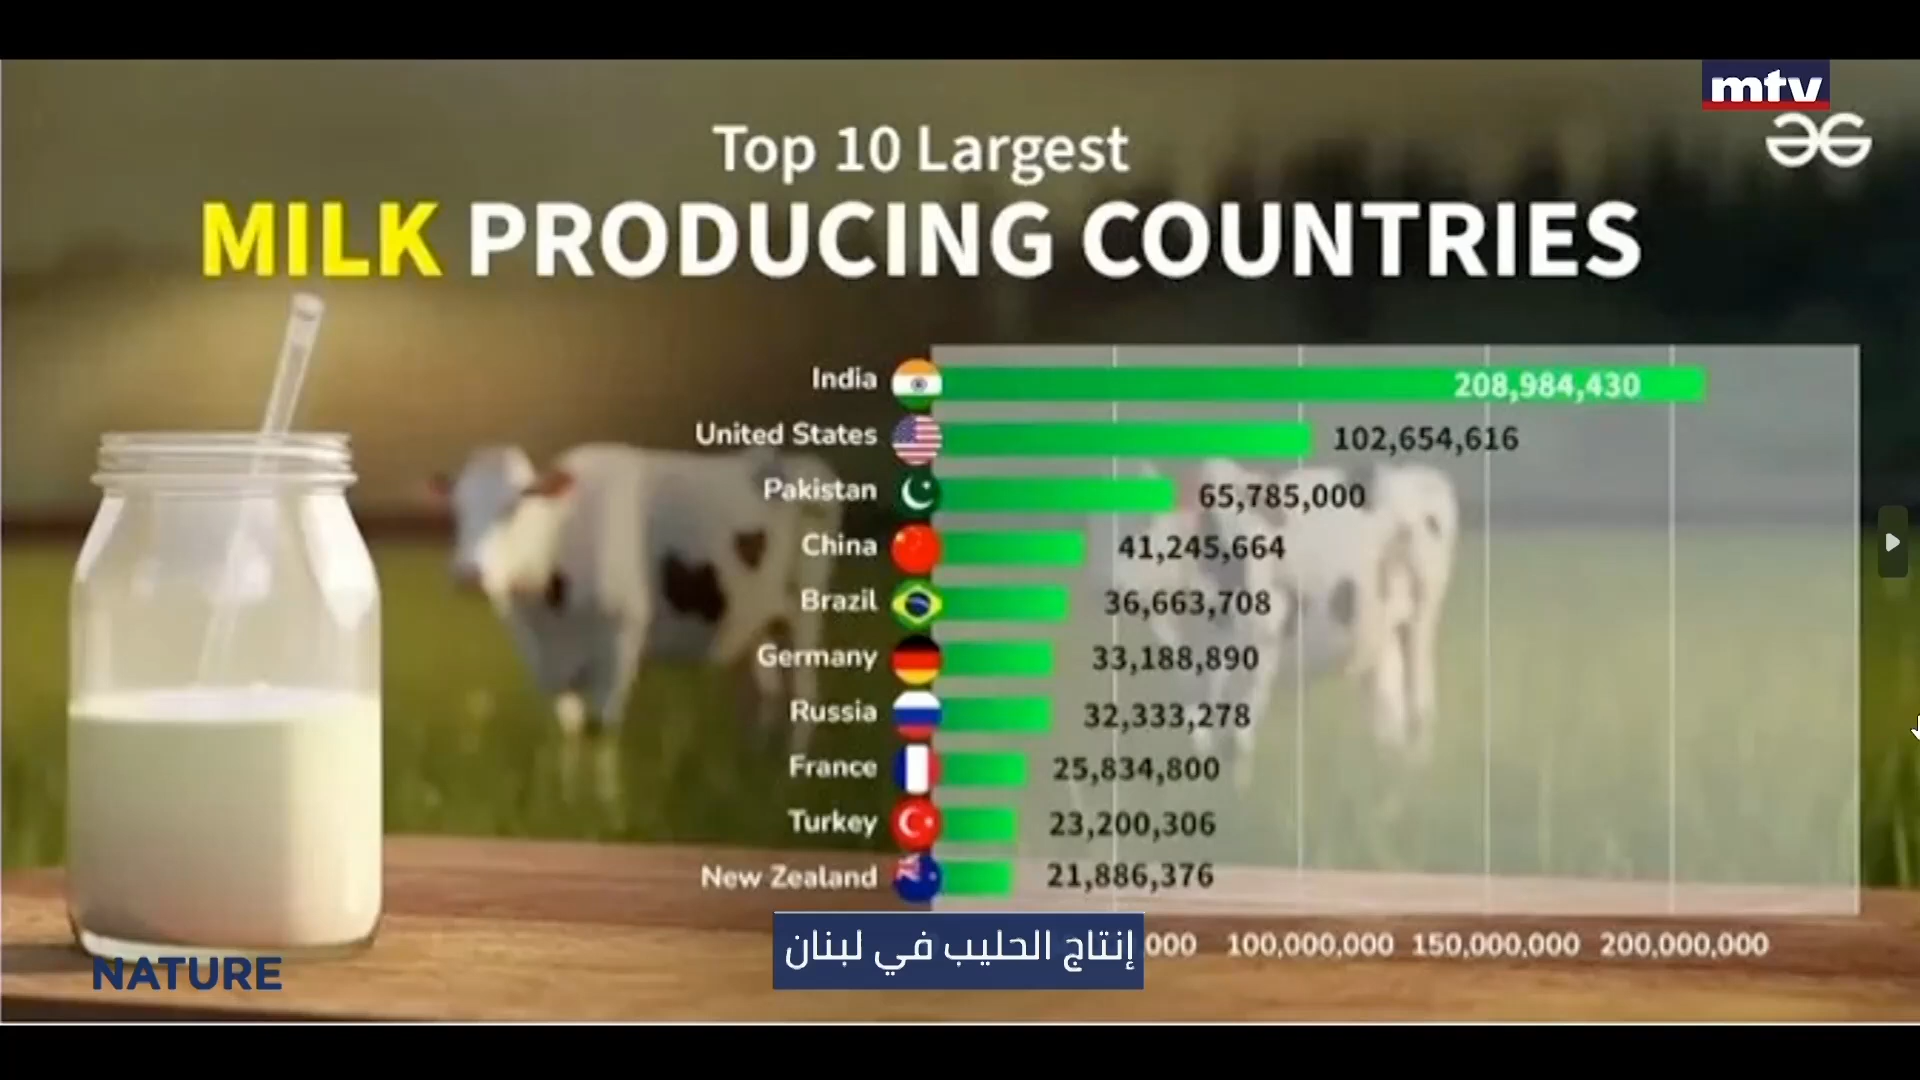 mtv
Top 10 Largest
MILK PRODUCING COUNTRIES
India 208,984,430
United States 102,654,616
Pakistan 65,785,000
China 41,245,664
Brazil 36,663,708
Germany 33,188,890
Russia 32,333,278
France 25,834,800
Turkey 23,200,306
New Zealand 21,886,376
000 100,000,000 150,000,000 200,000,000
إنتاج الحليب في لبنان
NATURE